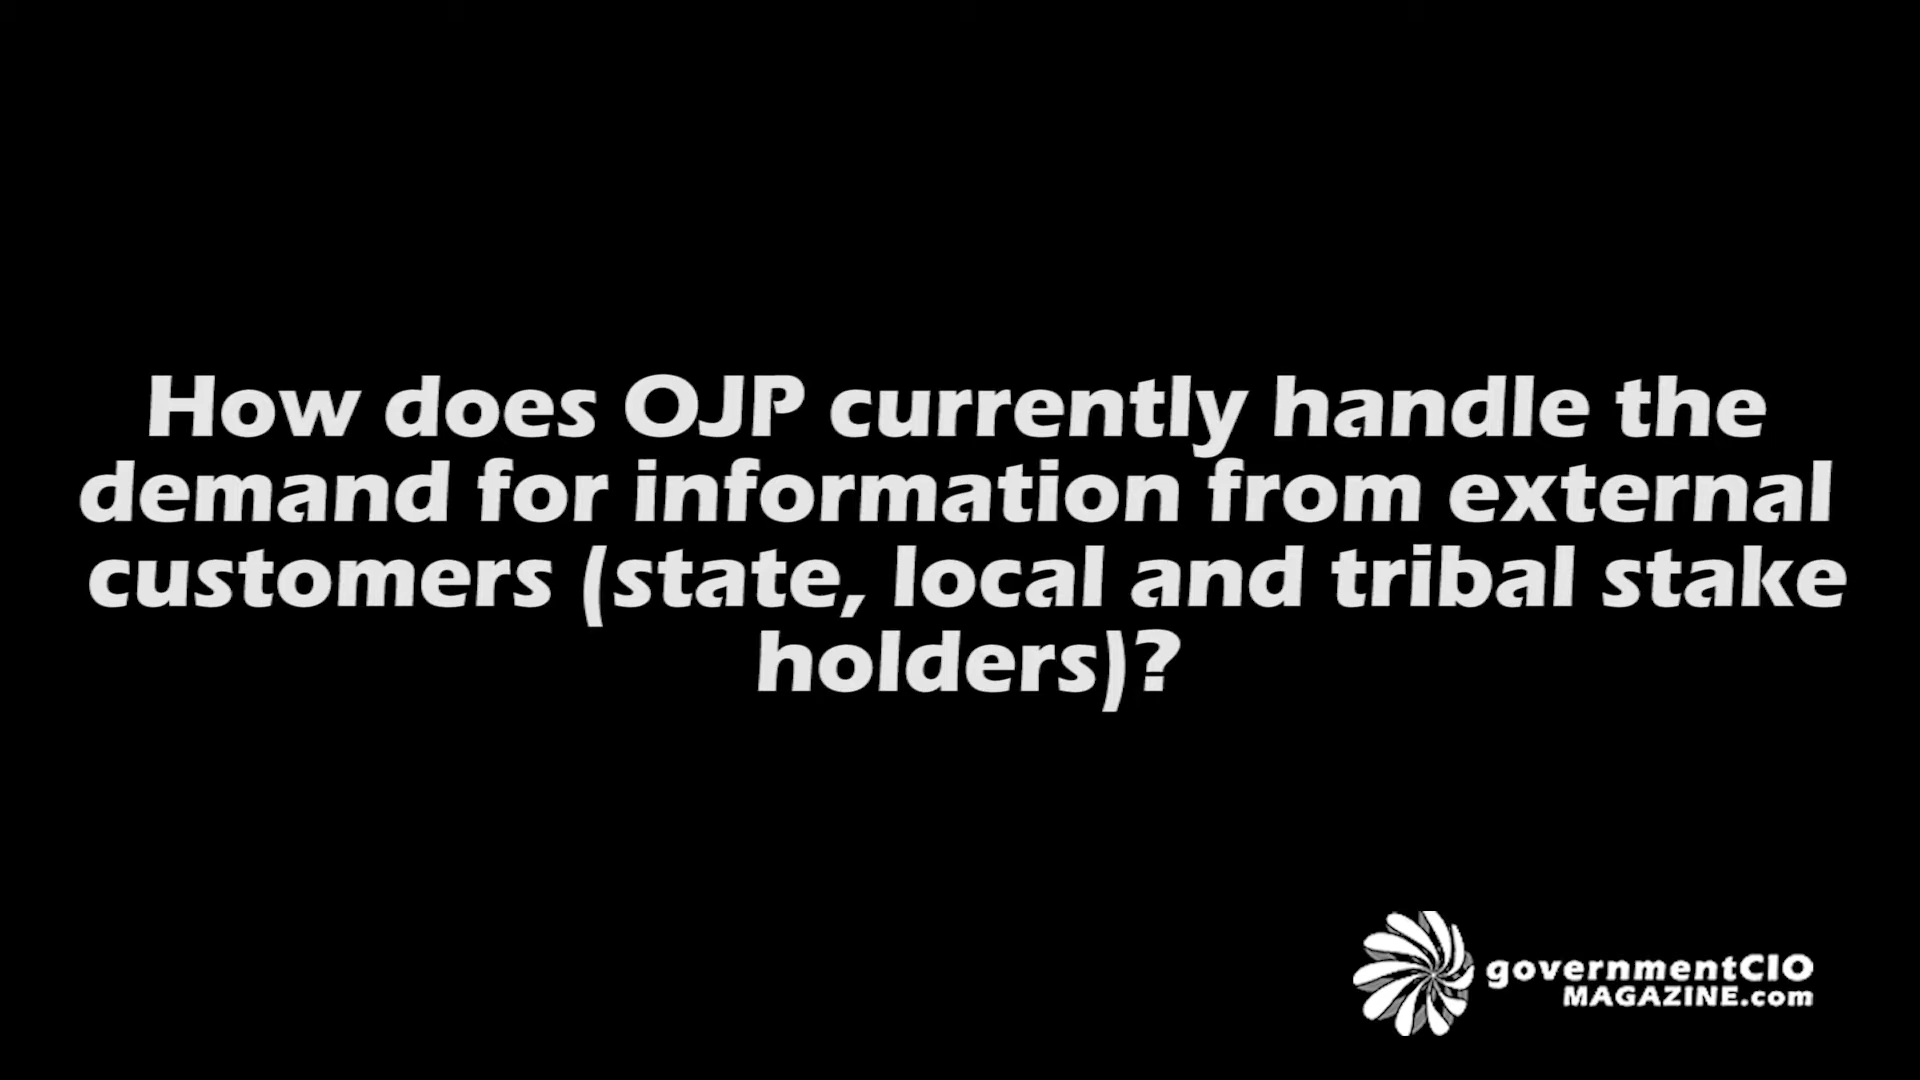 How does OJP currently handle the
demand for information from external
customers (state, local and tribal stake
holders)?
governmentCIO
MAGAZINE.com